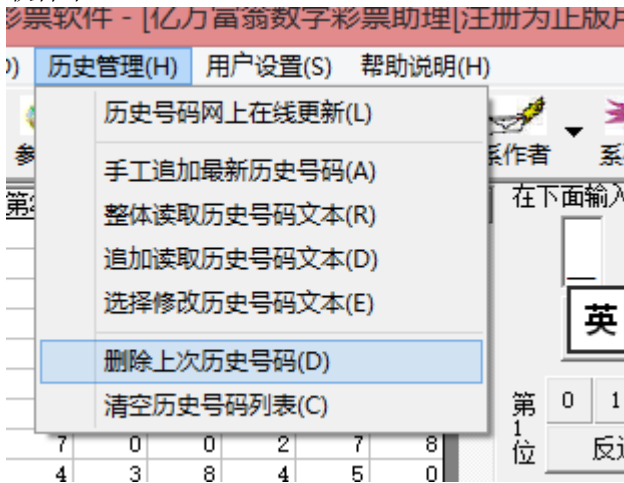 彩票软件 - [亿万富翁数字彩票助理[注册为正版用
) 历史管理(H) 用户设置(S) 帮助说明(H)
历史号码网上在线更新(L)
参 系作者 系
手工追加最新历史号码(A)
第2 在下面输入
整体读取历史号码文本(R)
追加读取历史号码文本(D)
选择修改历史号码文本(E)
英
删除上次历史号码(D)
清空历史号码列表(C)
第1位 0 1
7 0 0 2 7 8
4 3 8 4 5 0